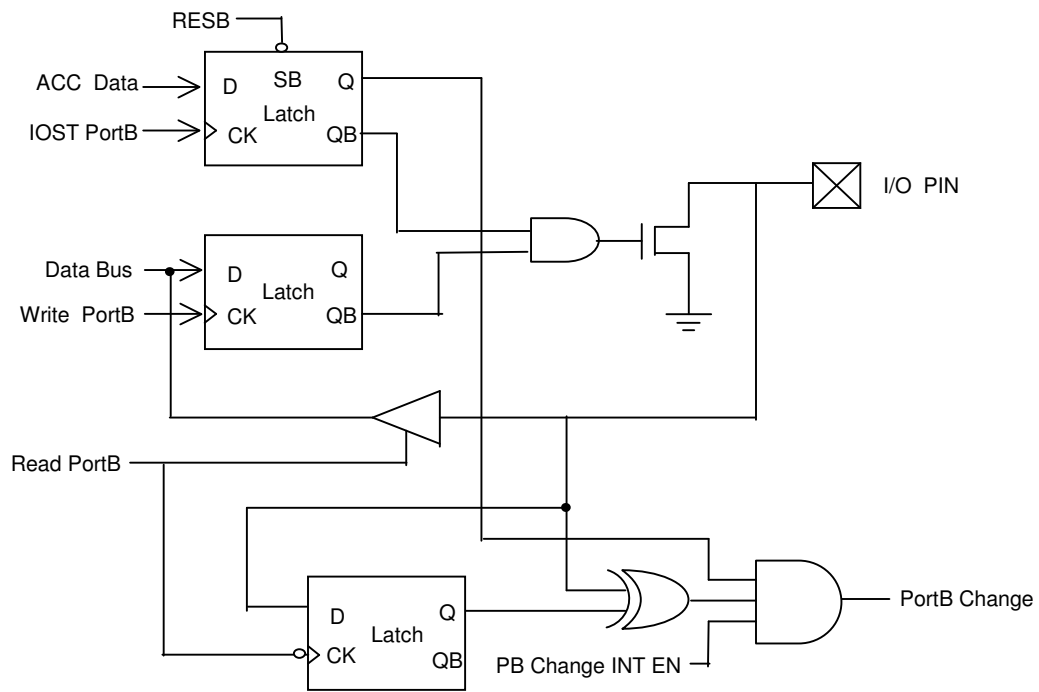 RESB
ACC Data
D
SB
Q
Latch
IOST PortB
CK
QB
I/O PIN
Data Bus
D
Q
Latch
Write PortB
CK
QB
Read PortB
D
Q
Latch
CK
QB
PortB Change
PB Change INT EN